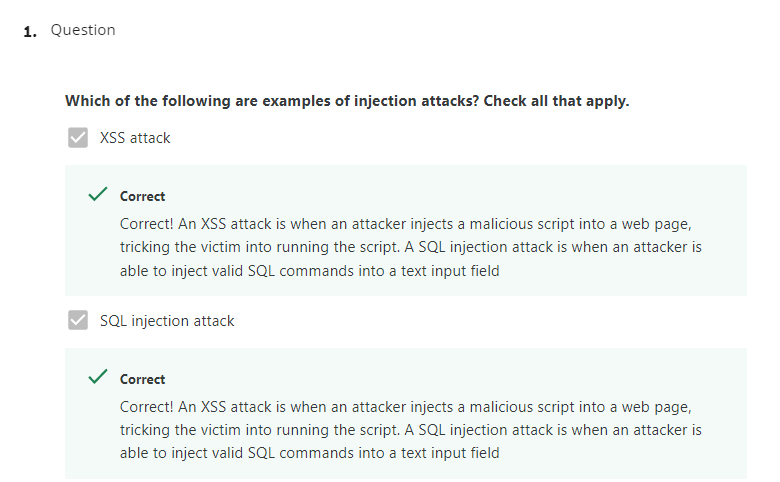 1. Question
Which of the following are examples of injection attacks? Check all that apply.
XSS attack
Correct
Correct! An XSS attack is when an attacker injects a malicious script into a web page,
tricking the victim into running the script. A SQL injection attack is when an attacker is
able to inject valid SQL commands into a text input field
SQL injection attack
Correct
Correct! An XSS attack is when an attacker injects a malicious script into a web page,
tricking the victim into running the script. A SQL injection attack is when an attacker is
able to inject valid SQL commands into a text input field